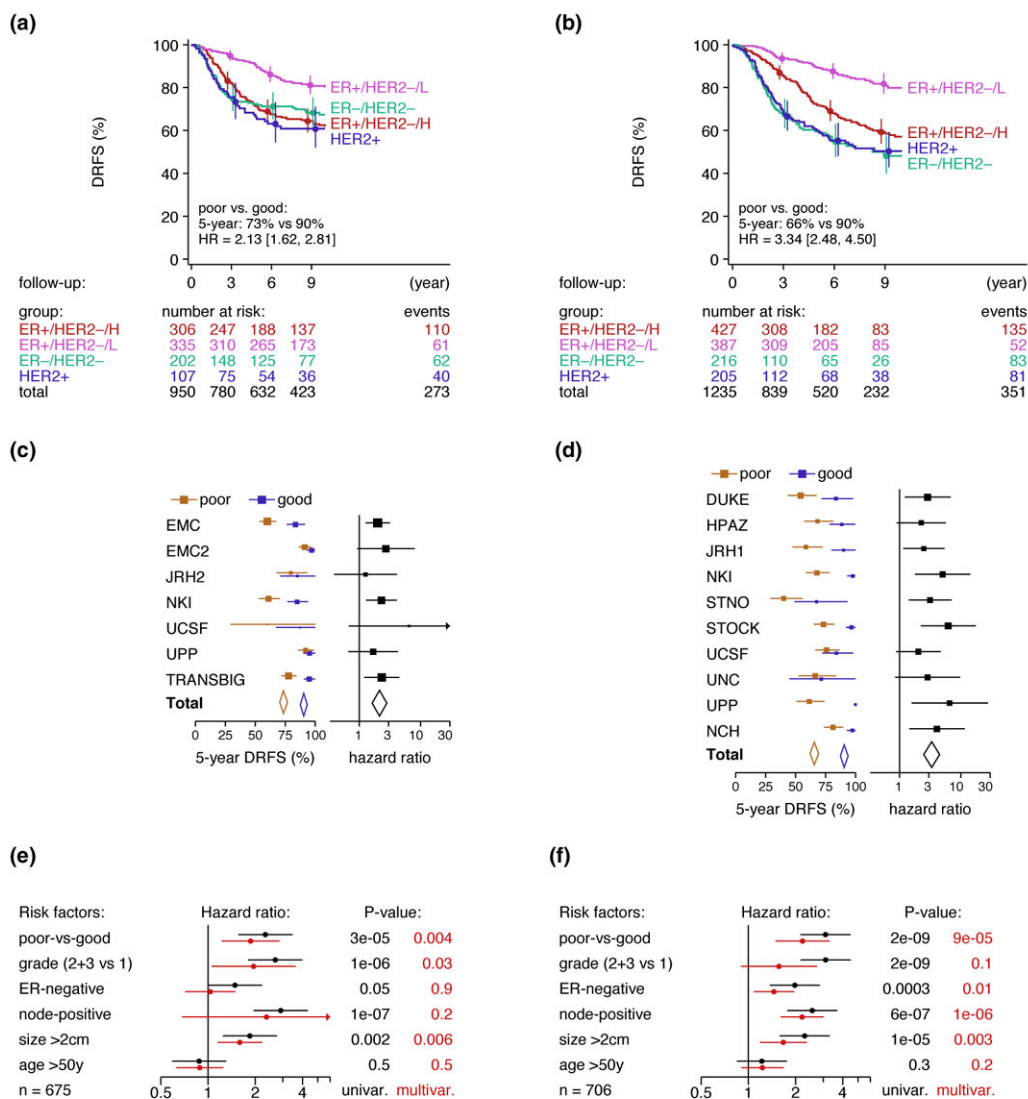 (a)
100
80
60
40
20
0
DRFS (%)
ER+/HER2−/L
ER−/HER2−
ER+/HER2−/H
HER2+
poor vs. good:
5-year: 73% vs 90%
HR = 2.13 [1.62, 2.81]
follow-up: 0 3 6 9 (year)
group: number at risk: events
ER+/HER2−/H 306 247 188 137 110
ER+/HER2−/L 335 310 265 173 61
ER−/HER2− 202 148 125 77 62
HER2+ 107 75 54 36 40
total 950 780 632 423 273
(b)
100
80
60
40
20
0
DRFS (%)
ER+/HER2−/L
ER+/HER2−/H
HER2+
ER−/HER2−
poor vs. good:
5-year: 66% vs 90%
HR = 3.34 [2.48, 4.50]
follow-up: 0 3 6 9 (year)
group: number at risk: events
ER+/HER2−/H 427 308 182 83 135
ER+/HER2−/L 387 309 205 85 52
ER−/HER2− 216 110 65 26 83
HER2+ 205 112 68 38 81
total 1235 839 520 232 351
(c)
poor good
EMC
EMC2
JRH2
NKI
UCSF
UPP
TRANSBIG
Total
0 25 50 75 100 1 3 10 30
5-year DRFS (%) hazard ratio
(d)
poor good
DUKE
HPAZ
JRH1
NKI
STNO
STOCK
UCSF
UNC
UPP
NCH
Total
0 25 50 75 100 1 3 10 30
5-year DRFS (%) hazard ratio
(e)
Risk factors: Hazard ratio: P-value:
poor-vs-good 3e-05 0.004
grade (2+3 vs 1) 1e-06 0.03
ER-negative 0.05 0.9
node-positive 1e-07 0.2
size >2cm 0.002 0.006
age >50y 0.5 0.5
n = 675 univar. multivar.
0.5 1 2 4
(f)
Risk factors: Hazard ratio: P-value:
poor-vs-good 2e-09 9e-05
grade (2+3 vs 1) 2e-09 0.1
ER-negative 0.0003 0.01
node-positive 6e-07 1e-06
size >2cm 1e-05 0.003
age >50y 0.3 0.2
n = 706 univar. multivar.
0.5 1 2 4